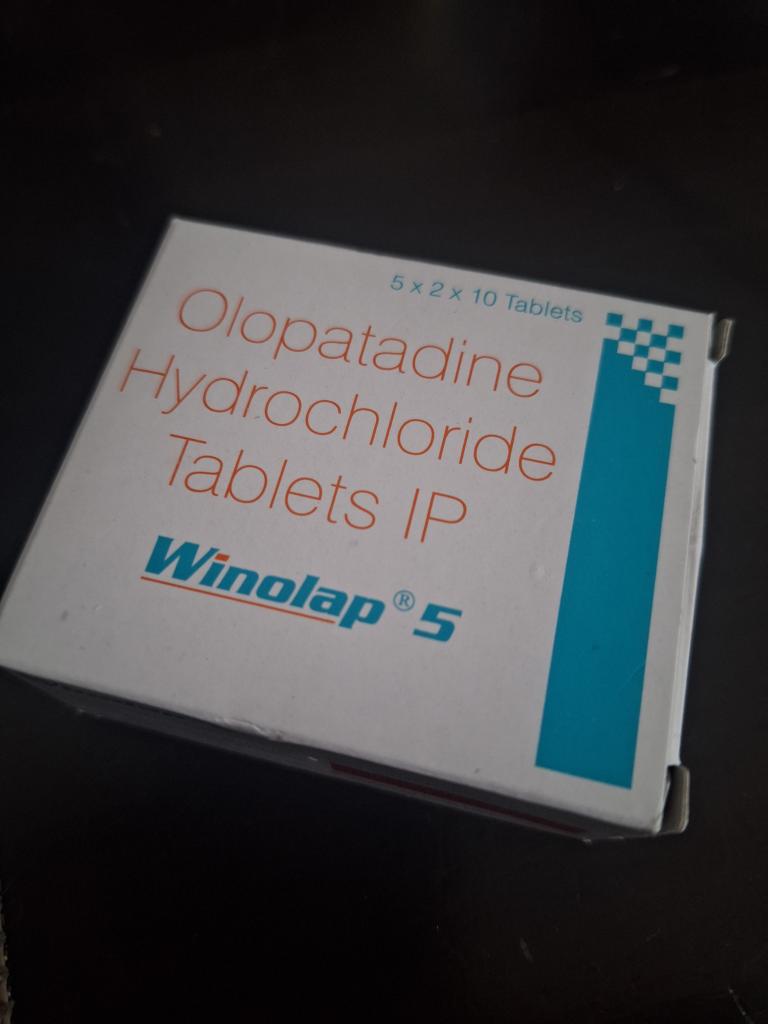 5 x 2 x 10 Tablets
Olopatadine
Hydrochloride
Tablets IP
Winolap® 5